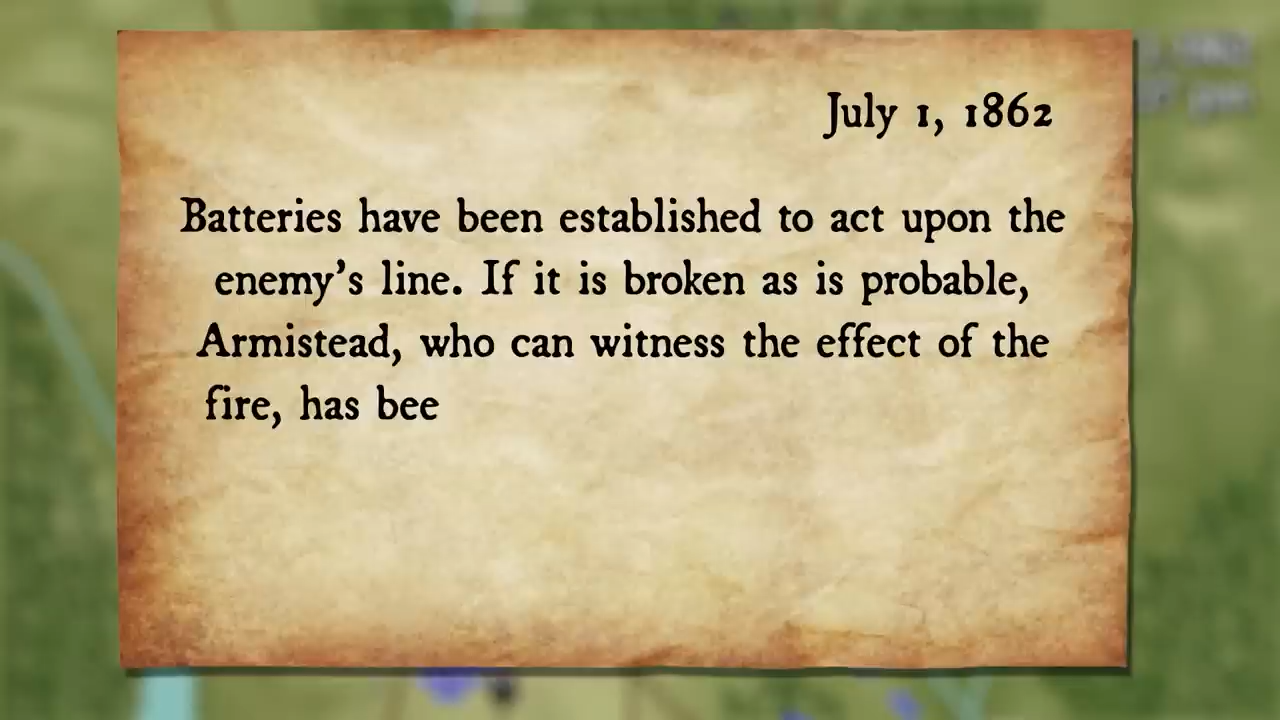 July 1, 1862
Batteries have been established to act upon the
enemy's line. If it is broken as is probable,
Armistead, who can witness the effect of the
fire, has bee